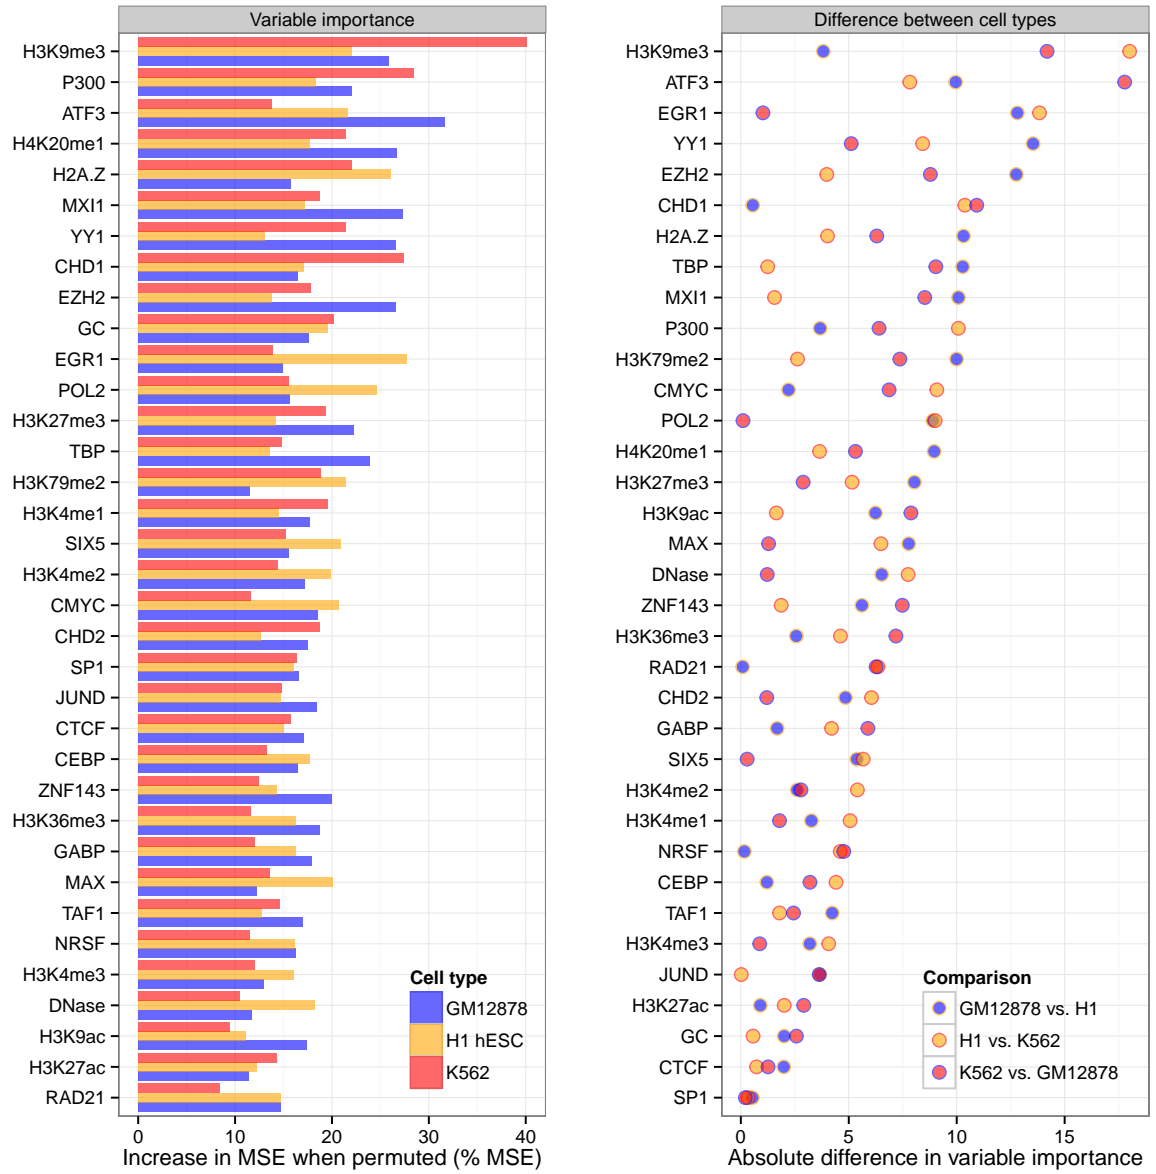 Variable importance
H3K9me3
P300
ATF3
H4K20me1
H2A.Z
MXI1
YY1
CHD1
EZH2
GC
EGR1
POL2
H3K27me3
TBP
H3K79me2
H3K4me1
SIX5
H3K4me2
CMYC
CHD2
SP1
JUND
CTCF
CEBP
ZNF143
H3K36me3
GABP
MAX
TAF1
NRSF
H3K4me3
DNase
H3K9ac
H3K27ac
RAD21
Cell type
GM12878
H1 hESC
K562
0 10 20 30 40
Increase in MSE when permuted (% MSE)
Difference between cell types
H3K9me3
ATF3
EGR1
YY1
EZH2
CHD1
H2A.Z
TBP
MXI1
P300
H3K79me2
CMYC
POL2
H4K20me1
H3K27me3
H3K9ac
MAX
DNase
ZNF143
H3K36me3
RAD21
CHD2
GABP
SIX5
H3K4me2
H3K4me1
NRSF
CEBP
TAF1
H3K4me3
JUND
H3K27ac
GC
CTCF
SP1
Comparison
GM12878 vs. H1
H1 vs. K562
K562 vs. GM12878
0 5 10 15
Absolute difference in variable importance